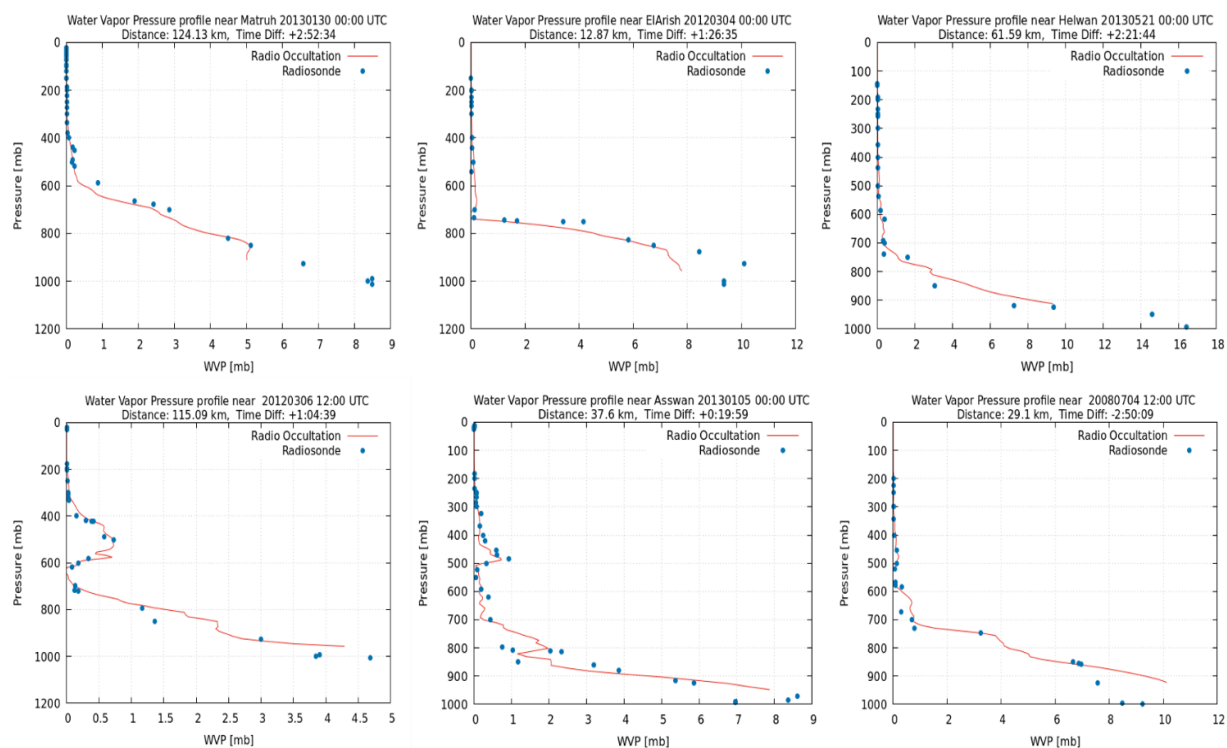 Water Vapor Pressure profile near Matruh 20130130 00:00 UTC
Distance: 124.13 km, Time Diff: +2:52:34
Radio Occultation
Radiosonde
Pressure [mb]
0
200
400
600
800
1000
1200
0 1 2 3 4 5 6 7 8 9
WVP [mb]
Water Vapor Pressure profile near ElArish 20120304 00:00 UTC
Distance: 12.87 km, Time Diff: +1:26:35
Radio Occultation
Radiosonde
Pressure [mb]
0
200
400
600
800
1000
1200
0 2 4 6 8 10 12
WVP [mb]
Water Vapor Pressure profile near Helwan 20130521 00:00 UTC
Distance: 61.59 km, Time Diff: +2:21:44
Radio Occultation
Radiosonde
Pressure [mb]
0
100
200
300
400
500
600
700
800
900
1000
0 2 4 6 8 10 12 14 16 18
WVP [mb]
Water Vapor Pressure profile near 20120306 12:00 UTC
Distance: 115.09 km, Time Diff: +1:04:39
Radio Occultation
Radiosonde
Pressure [mb]
0
200
400
600
800
1000
1200
0 0.5 1 1.5 2 2.5 3 3.5 4 4.5 5
WVP [mb]
Water Vapor Pressure profile near Asswan 20130105 00:00 UTC
Distance: 37.6 km, Time Diff: +0:19:59
Radio Occultation
Radiosonde
Pressure [mb]
0
100
200
300
400
500
600
700
800
900
1000
0 1 2 3 4 5 6 7 8 9
WVP [mb]
Water Vapor Pressure profile near 20080704 12:00 UTC
Distance: 29.1 km, Time Diff: -2:50:09
Radio Occultation
Radiosonde
Pressure [mb]
0
100
200
300
400
500
600
700
800
900
1000
0 2 4 6 8 10 12
WVP [mb]